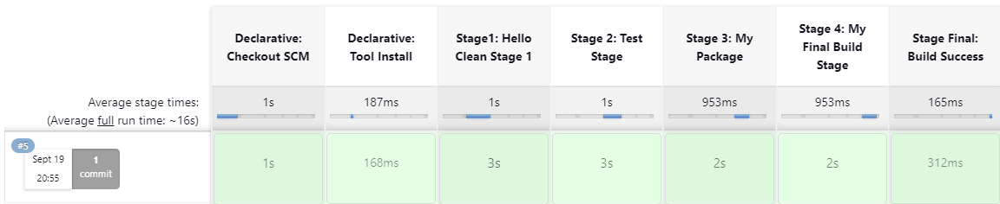 Declarative:
Checkout SCM
Declarative:
Tool Install
Stage1: Hello
Clean Stage 1
Stage 2: Test
Stage
Stage 3: My
Package
Stage 4: My
Final Build
Stage
Stage Final:
Build Success
Average stage times:
(Average full run time: ~16s)
1s
187ms
1s
1s
953ms
953ms
165ms
#5
Sept 19
20:55
1
commit
1s
168ms
3s
3s
2s
2s
312ms